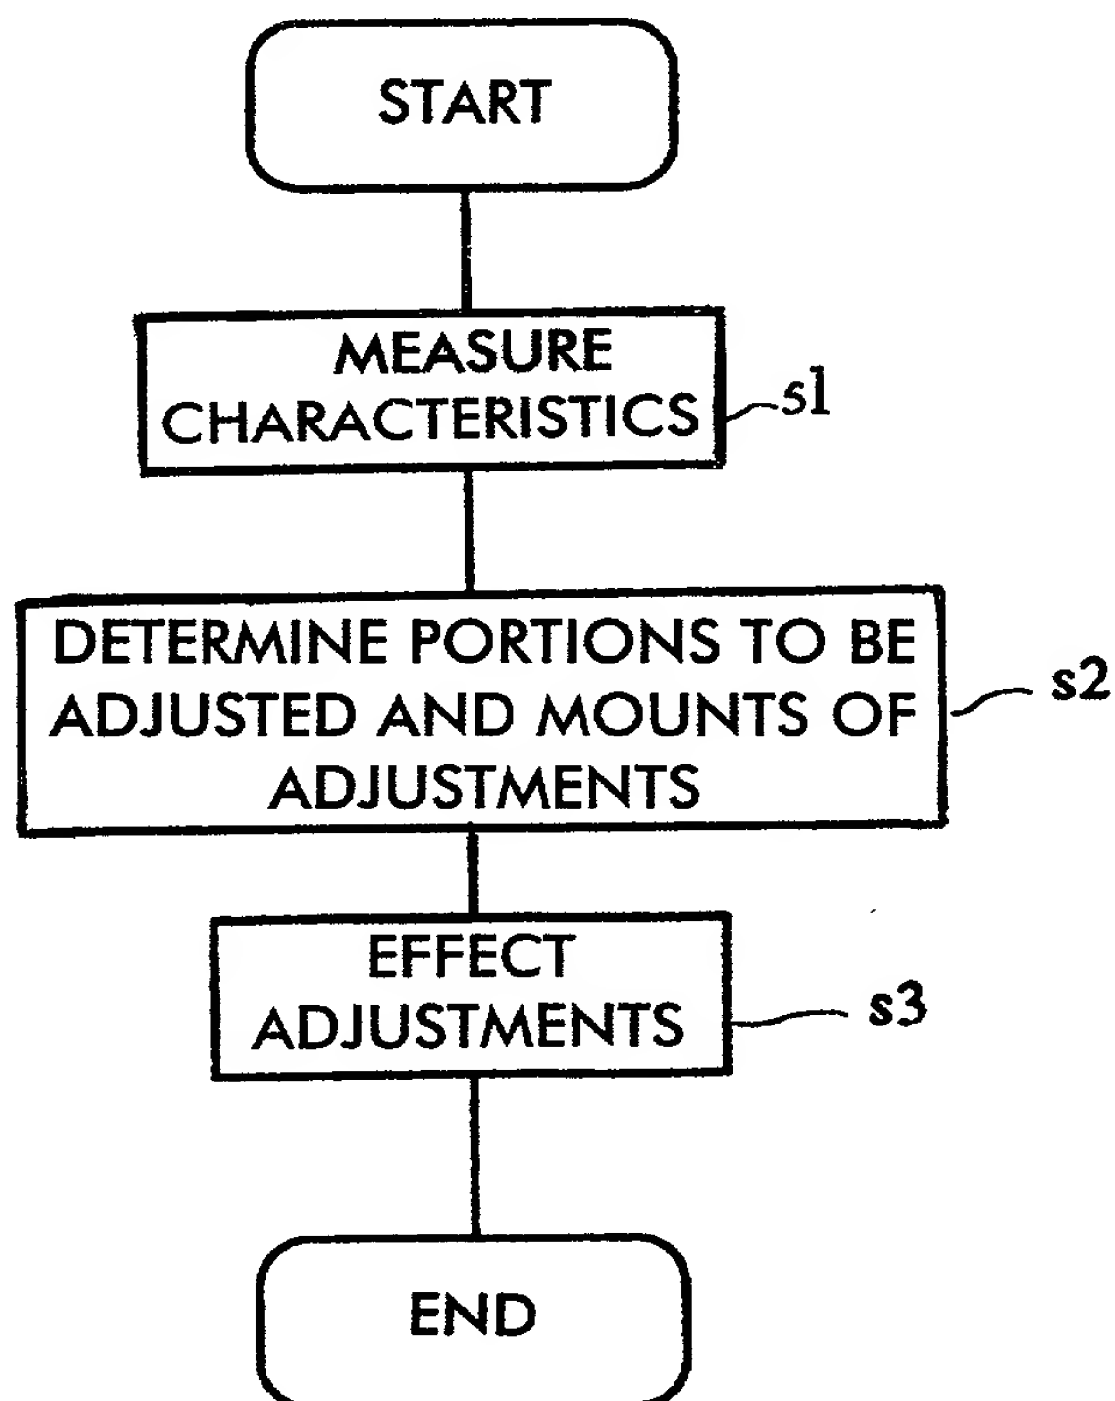 START
MEASURE
CHARACTERISTICS
s1
DETERMINE PORTIONS TO BE
ADJUSTED AND MOUNTS OF
ADJUSTMENTS
s2
EFFECT
ADJUSTMENTS
s3
END